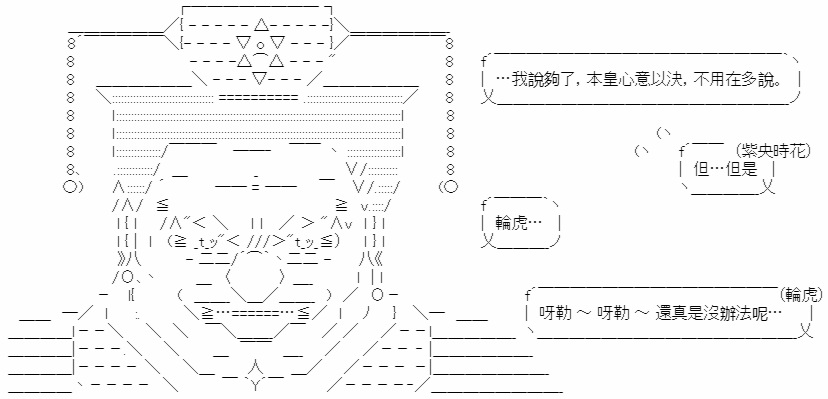 …我說夠了，本皇心意以決，不用在多說。
(紫央時花)
但…但是
輪虎…
(輪虎)
呀勒～呀勒～還真是沒辦法呢…